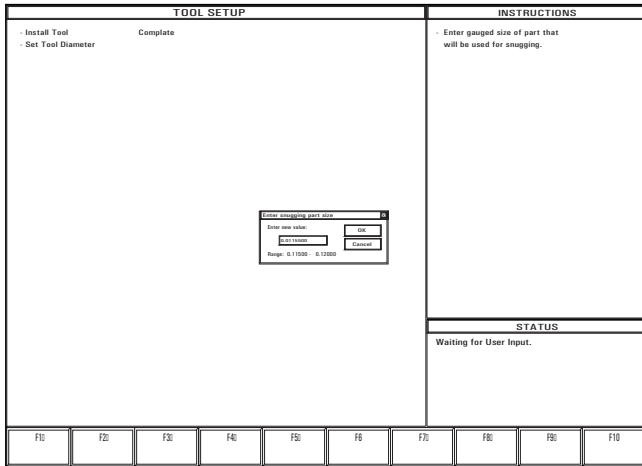 TOOL SETUP
- Install Tool Complate
- Set Tool Diameter
INSTRUCTIONS
- Enter gauged size of part that
will be used for snugging.
Enter snugging part size
Enter new value:
0.0115500
OK
Cancel
Range: 0.11500 - 0.12000
STATUS
Waiting for User Input.
F1 F2 F3 F4 F5 F6 F7 F8 F9 F10